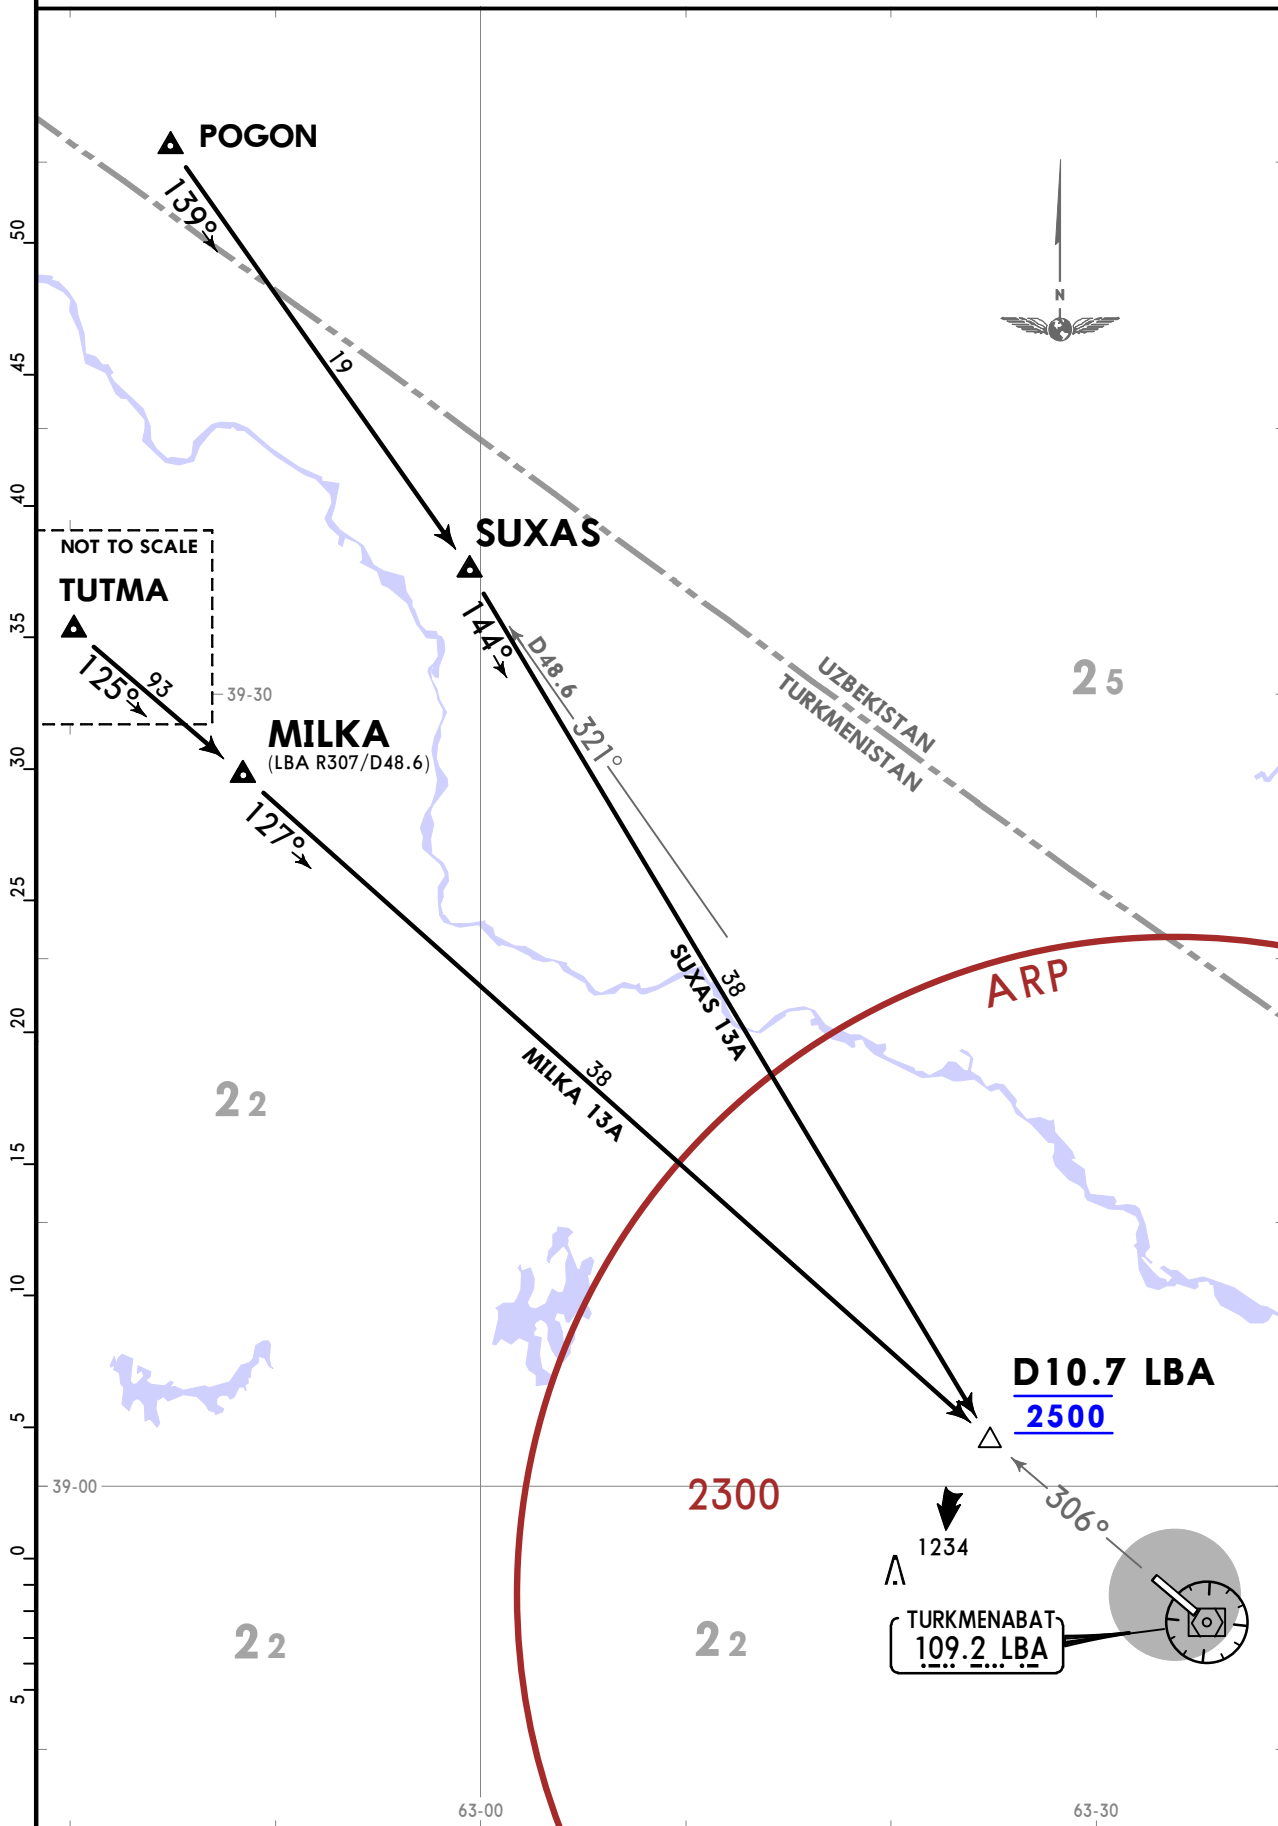 POGON
139°
50
N
19
45
40
SUXAS
NOT TO SCALE
TUTMA
35
144°
D48.6
93
125°
39-30
UZBEKISTAN
TURKMENISTAN
25
321°
MILKA
(LBA R307/D48.6)
30
127°
25
38
SUXAS 13A
ARP
20
38
MILKA 13A
22
15
10
D10.7 LBA
2500
5
39-00
2300
306°
1234
0
TURKMENABAT
109.2 LBA
22
22
5
63-00
63-30